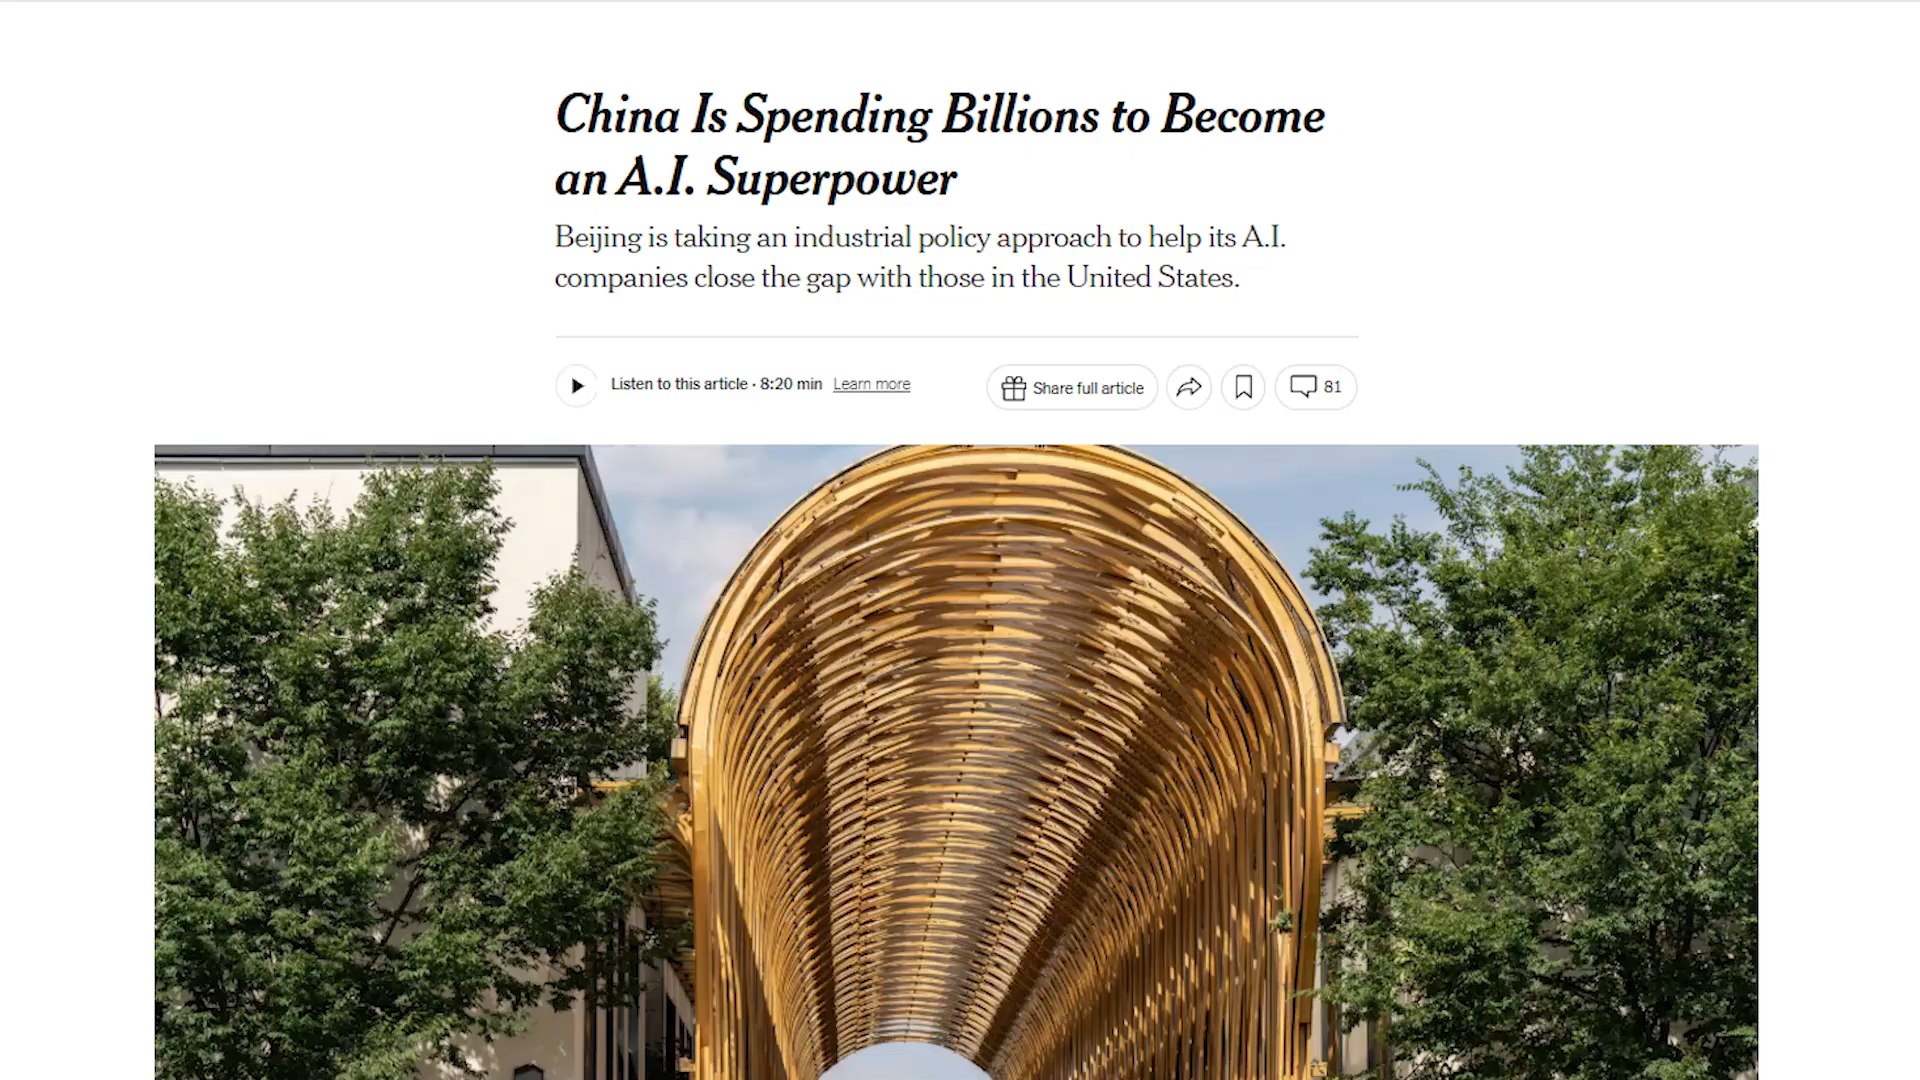 China Is Spending Billions to Become
an A.I. Superpower
Beijing is taking an industrial policy approach to help its A.I.
companies close the gap with those in the United States.
Listen to this article · 8:20 min Learn more
Share full article
81